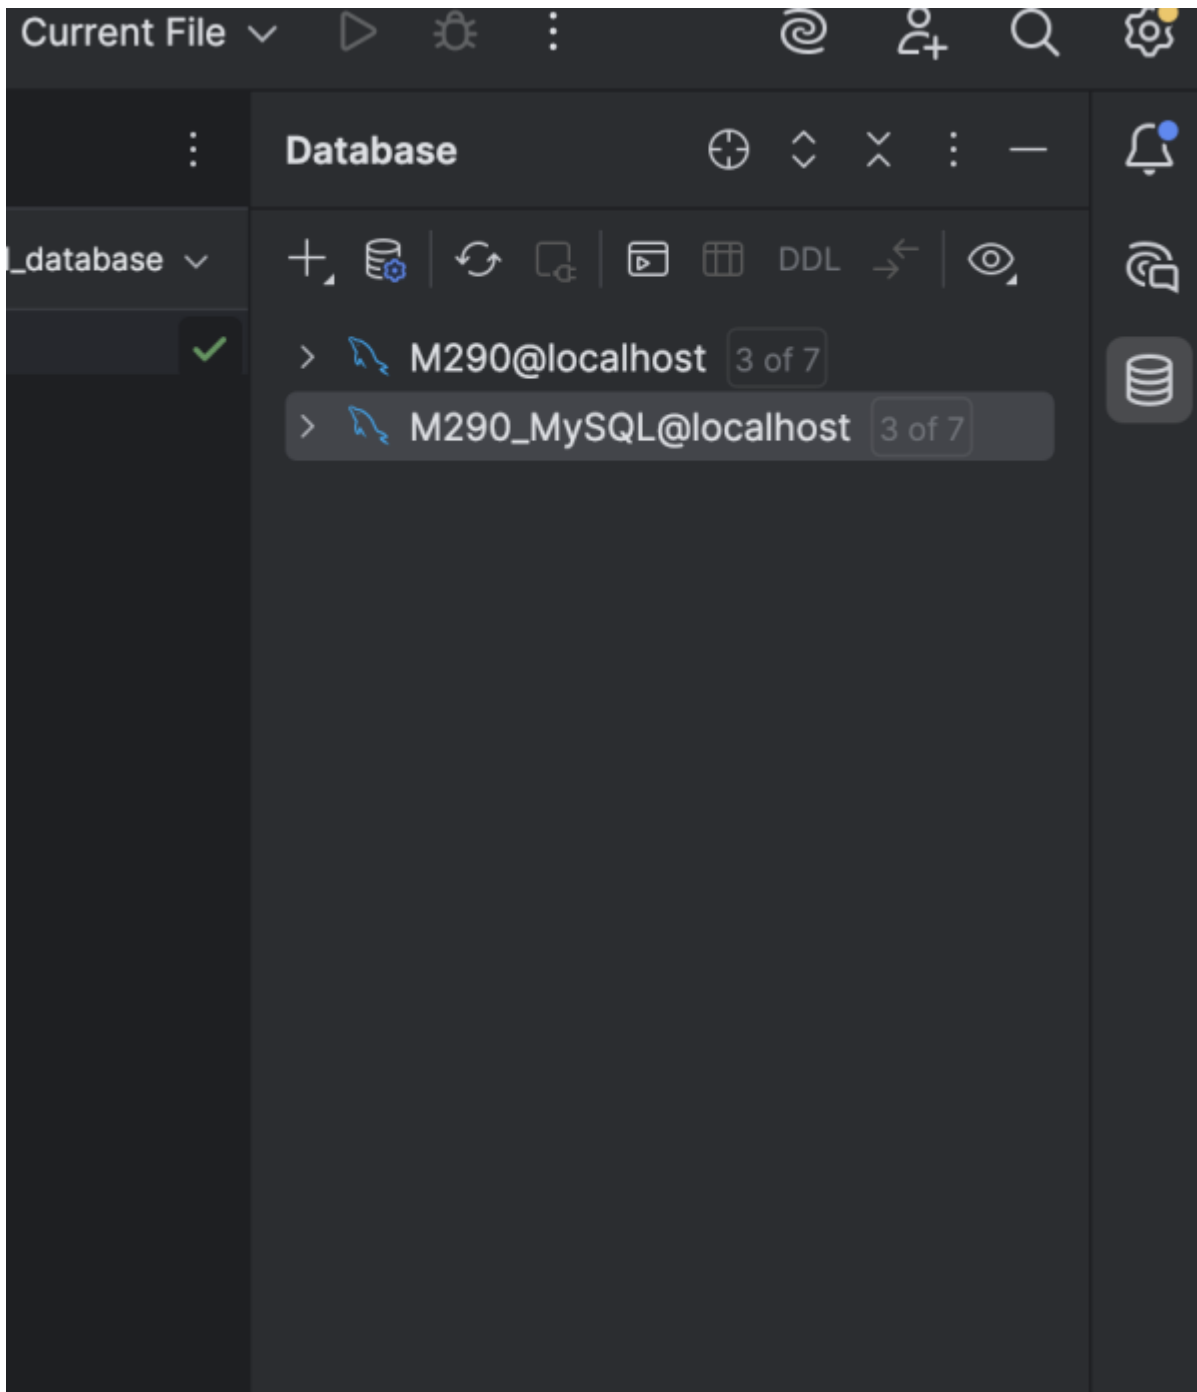 Current File
Database
_database
DDL
M290@localhost 3 of 7
M290_MySQL@localhost 3 of 7